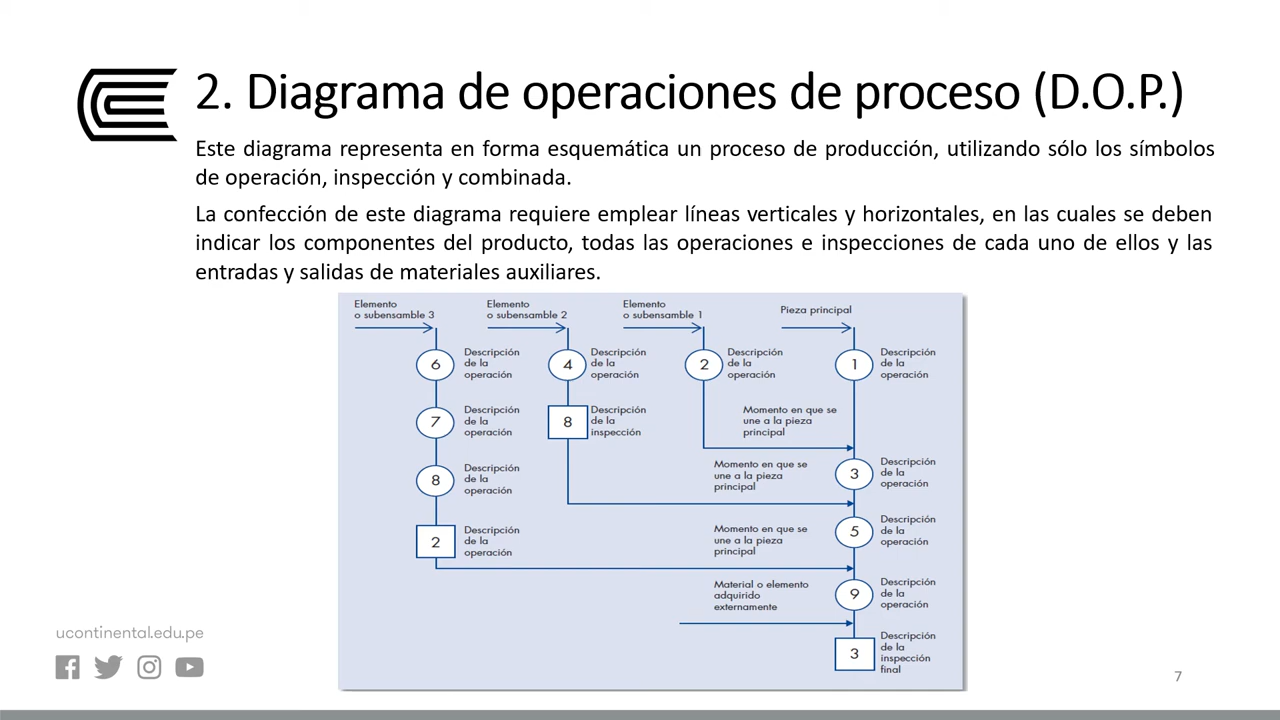 2. Diagrama de operaciones de proceso (D.O.P.)
Este diagrama representa en forma esquemática un proceso de producción, utilizando sólo los símbolos
de operación, inspección y combinada.
La confección de este diagrama requiere emplear líneas verticales y horizontales, en las cuales se deben
indicar los componentes del producto, todas las operaciones e inspecciones de cada uno de ellos y las
entradas y salidas de materiales auxiliares.
Elemento
o subensamble 3
Elemento
o subensamble 2
Elemento
o subensamble 1
Pieza principal
6
Descripción
de la
operación
4
Descripción
de la
operación
2
Descripción
de la
operación
1
Descripción
de la
operación
7
Descripción
de la
operación
8
Descripción
de la
inspección
Momento en que se
une a la pieza
principal
8
Descripción
de la
operación
Momento en que se
une a la pieza
principal
3
Descripción
de la
operación
2
Descripción
de la
operación
Momento en que se
une a la pieza
principal
5
Descripción
de la
operación
Material o elemento
adquirido
externamente
9
Descripción
de la
operación
3
Descripción
de la
inspección
final
ucontinental.edu.pe
7